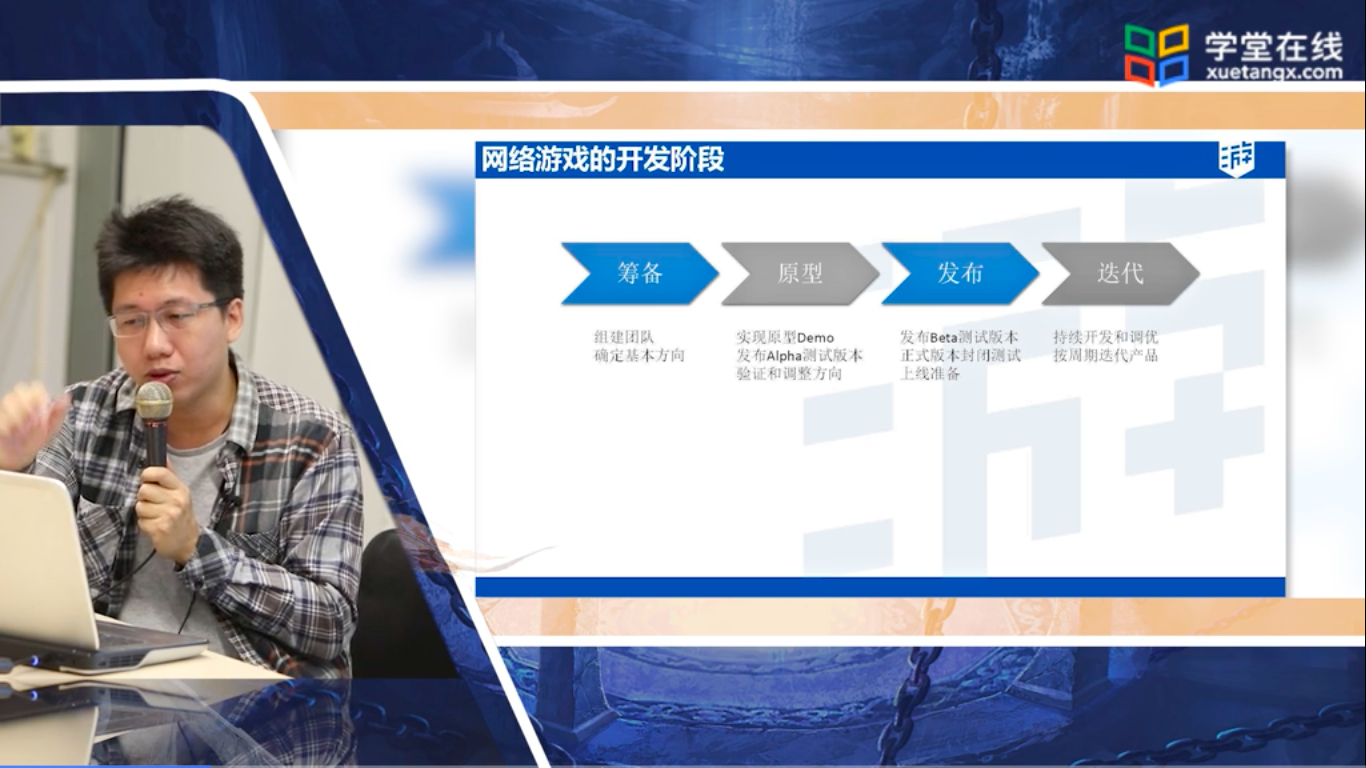 学堂在线
xuetangx.com
网络游戏的开发阶段
筹备
原型
发布
迭代
组建团队
确定基本方向
实现原型Demo
发布Alpha测试版本
验证和调整方向
发布Beta测试版本
正式版本封闭测试
上线准备
持续开发和调优
按周期迭代产品